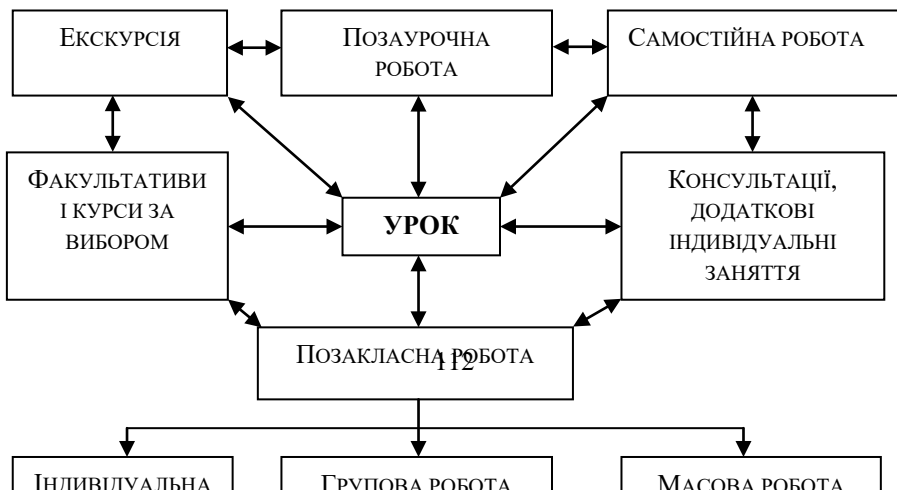 ЕКСКУРСІЯ
ПОЗАУРОЧНА
РОБОТА
САМОСТІЙНА РОБОТА
ФАКУЛЬТАТИВИ
І КУРСИ ЗА
ВИБОРОМ
УРОК
КОНСУЛЬТАЦІЇ,
ДОДАТКОВІ
ІНДИВІДУАЛЬНІ
ЗАНЯТТЯ
ПОЗАКЛАСНА РОБОТА
112
ІНДИВІДУАЛЬНА
ГРУПОВА РОБОТА
МАСОВА РОБОТА